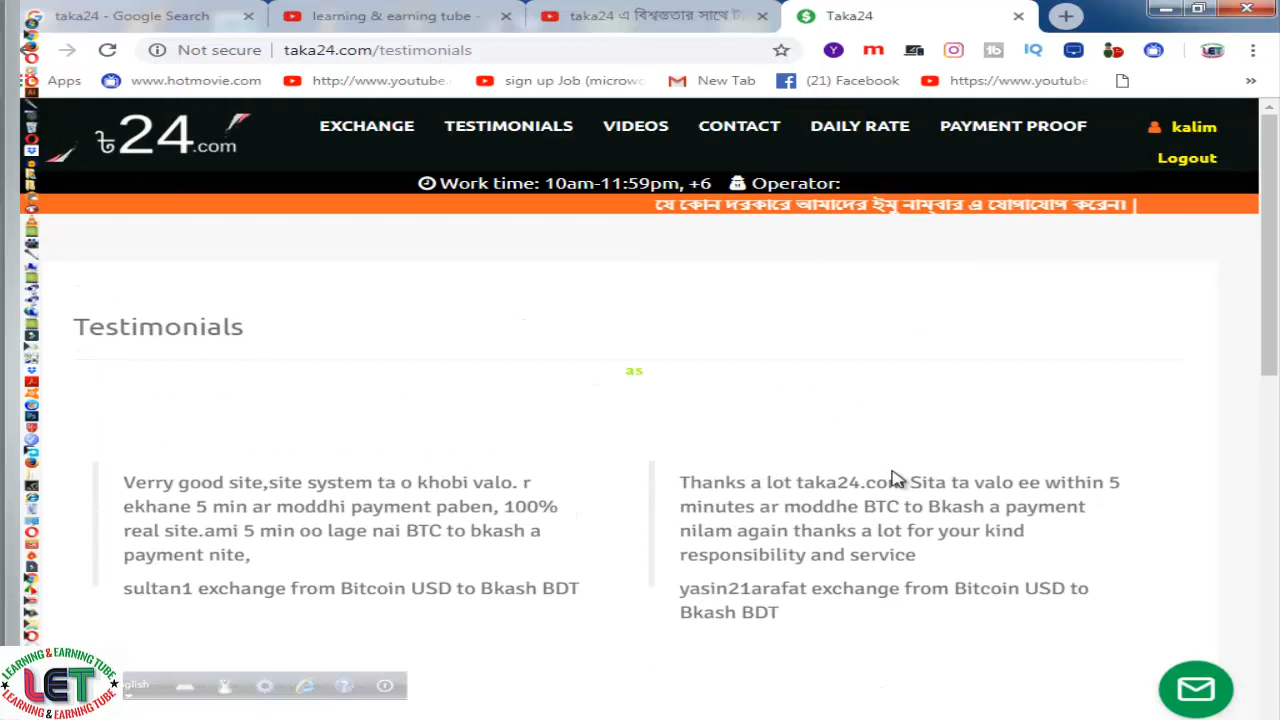 taka24 - Google Search
learning & earning tube -
taka24 এ বিশ্বস্ততার সাথে ট
Taka24
Not secure
taka24.com/testimonials
Apps
www.hotmovie.com
http://www.youtube.
sign up Job (microwo
New Tab
(21) Facebook
https://www.youtube
»
৳24.com
EXCHANGE
TESTIMONIALS
VIDEOS
CONTACT
DAILY RATE
PAYMENT PROOF
kalim
Logout
Work time: 10am-11:59pm, +6
Operator:
যে কোন দরকারে আমাদের ইমু নাম্বার এ যোগাযোগ করেন। |
Testimonials
as
Verry good site,site system ta o khobi valo. r
ekhane 5 min ar moddhi payment paben, 100%
real site.ami 5 min oo lage nai BTC to bkash a
payment nite,
sultan1 exchange from Bitcoin USD to Bkash BDT
Thanks a lot taka24.com Sita ta valo ee within 5
minutes ar moddhe BTC to Bkash a payment
nilam again thanks a lot for your kind
responsibility and service
yasin21arafat exchange from Bitcoin USD to
Bkash BDT
LEARNING & EARNING TUBE
LET
LEARNING & EARNING TUBE
nglish